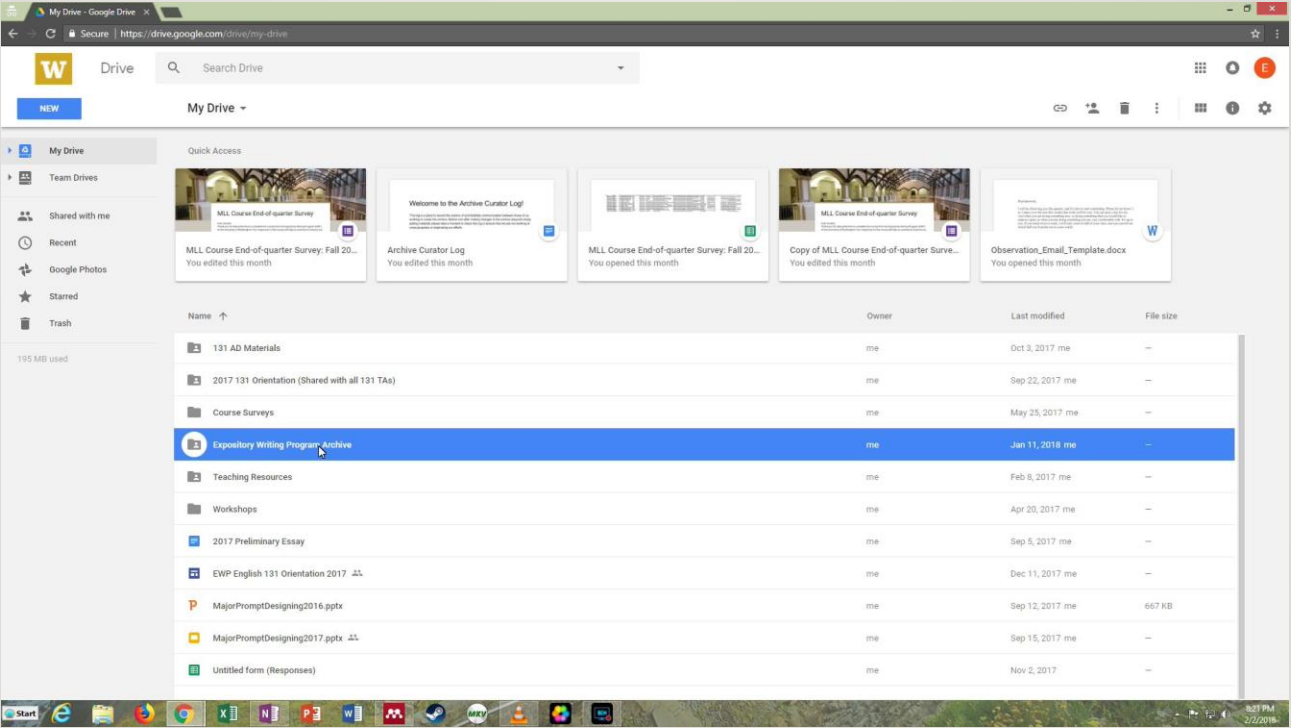 My Drive - Google Drive
Secure | https://drive.google.com/drive/my-drive
W Drive Search Drive E
NEW My Drive
My Drive
Team Drives
Shared with me
Recent
Google Photos
Starred
Trash
195 MB used
Quick Access
MLL Course End-of-quarter Survey
MLL Course End-of-quarter Survey: Fall 20...
You edited this month
Welcome to the Archive Curator Log!
Archive Curator Log
You edited this month
MLL Course End-of-quarter Survey: Fall 20...
You opened this month
MLL Course End-of-quarter Survey
Copy of MLL Course End-of-quarter Surve...
You edited this month
W
Observation_Email_Template.docx
You opened this month
Name Owner Last modified File size
131 AD Materials me Oct 3, 2017 me —
2017 131 Orientation (Shared with all 131 TAs) me Sep 22, 2017 me —
Course Surveys me May 25, 2017 me —
Expository Writing Program Archive me Jan 11, 2018 me —
Teaching Resources me Feb 8, 2017 me —
Workshops me Apr 20, 2017 me —
2017 Preliminary Essay me Sep 5, 2017 me —
EWP English 131 Orientation 2017 me Dec 11, 2017 me —
MajorPromptDesigning2016.pptx me Sep 12, 2017 me 667 KB
MajorPromptDesigning2017.pptx me Sep 15, 2017 me —
Untitled form (Responses) me Nov 2, 2017 —
Start MKV 8:21 PM
2/2/2018